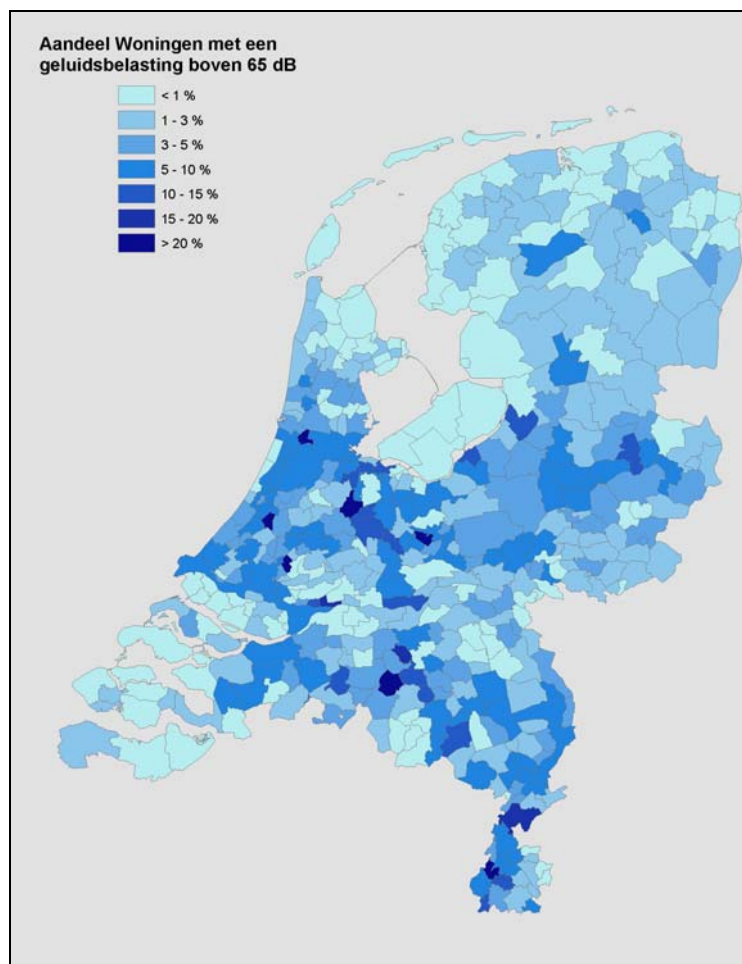 Aandeel Woningen met een
geluidsbelasting boven 65 dB
< 1 %
1 - 3 %
3 - 5 %
5 - 10 %
10 - 15 %
15 - 20 %
> 20 %